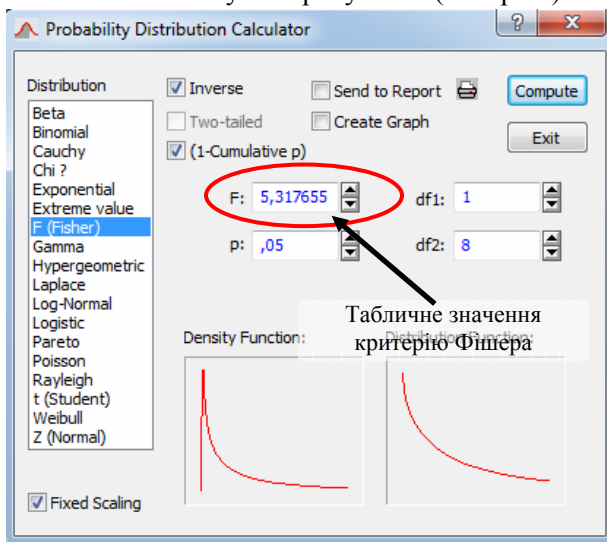 Probability Distribution Calculator
?
X
Distribution
Inverse
Send to Report
Compute
Two-tailed
Create Graph
Exit
(1-Cumulative p)
Beta
Binomial
Cauchy
Chi ?
Exponential
Extreme value
F (Fisher)
Gamma
Hypergeometric
Laplace
Log-Normal
Logistic
Pareto
Poisson
Rayleigh
t (Student)
Weibull
Z (Normal)
F: 5,317655
df1: 1
p: ,05
df2: 8
Табличне значення
критерію Фішера
Density Function:
Distribution Function:
Fixed Scaling